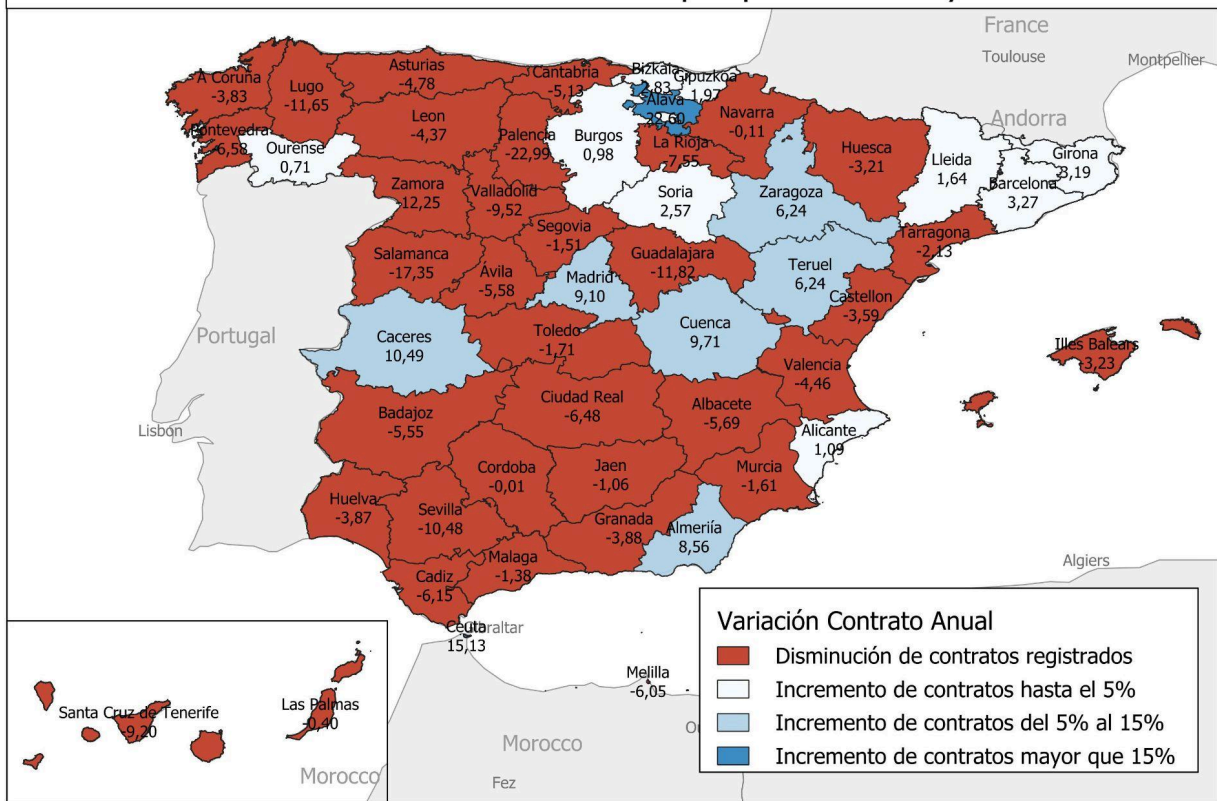 France
Toulouse
Montpellier
Andorra
A Coruña
-3,83
Lugo
-11,65
Asturias
-4,78
Cantabria
-5,13
Bizkaia
2,83
Gipuzkoa
1,97
Alava
22,60
Navarra
-0,11
Pontevedra
-6,58
Ourense
0,71
Leon
-4,37
Palencia
-22,99
Burgos
0,98
La Rioja
-7,55
Huesca
-3,21
Lleida
1,64
Girona
3,19
Barcelona
3,27
Zamora
-12,25
Valladolid
-9,52
Soria
2,57
Zaragoza
6,24
Tarragona
-2,13
Segovia
-1,51
Salamanca
-17,35
Ávila
-5,58
Madrid
9,10
Guadalajara
-11,82
Teruel
6,24
Castellon
-3,59
Portugal
Caceres
10,49
Toledo
-1,71
Cuenca
9,71
Valencia
-4,46
Illes Balears
-3,23
Lisbon
Badajoz
-5,55
Ciudad Real
-6,48
Albacete
-5,69
Alicante
1,09
Cordoba
-0,01
Jaen
-1,06
Murcia
-1,61
Huelva
-3,87
Sevilla
-10,48
Granada
-3,88
Almeriía
8,56
Malaga
-1,38
Cadiz
-6,15
Algiers
Ceuta
15,13
Gibraltar
Melilla
-6,05
Morocco
Fez
Santa Cruz de Tenerife
-9,20
Las Palmas
-0,40
Morocco
Variación Contrato Anual
Disminución de contratos registrados
Incremento de contratos hasta el 5%
Incremento de contratos del 5% al 15%
Incremento de contratos mayor que 15%